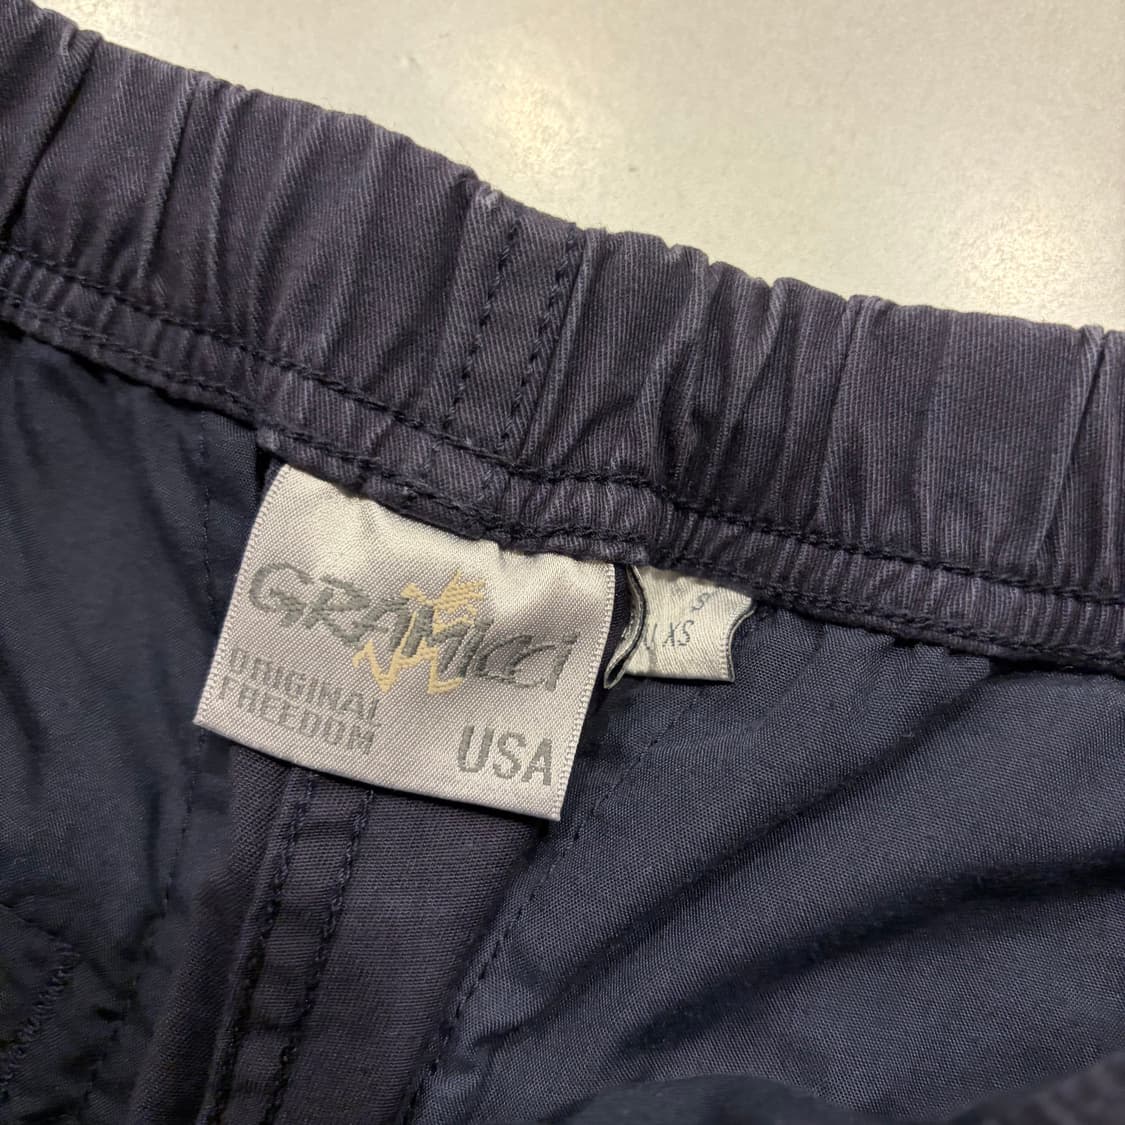 GRAMICCI
ORIGINAL
FREEDOM
USA
S
XS